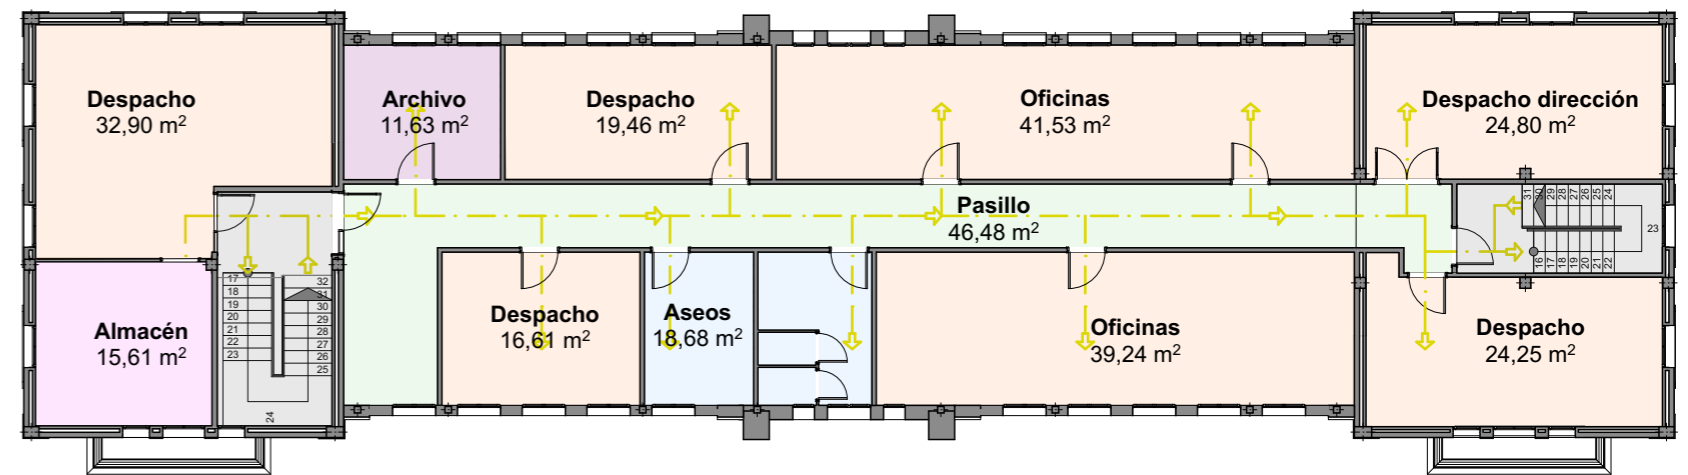 Despacho
32,90 m²
Archivo
11,63 m²
Despacho
19,46 m²
Oficinas
41,53 m²
Despacho dirección
24,80 m²
Pasillo
46,48 m²
Almacén
15,61 m²
Despacho
16,61 m²
Aseos
18,68 m²
Oficinas
39,24 m²
Despacho
24,25 m²
17
18
19
20
21
22
23
24
32
31
30
29
28
27
26
25
31
30
29
28
27
26
25
24
23
16
17
18
19
20
21
22